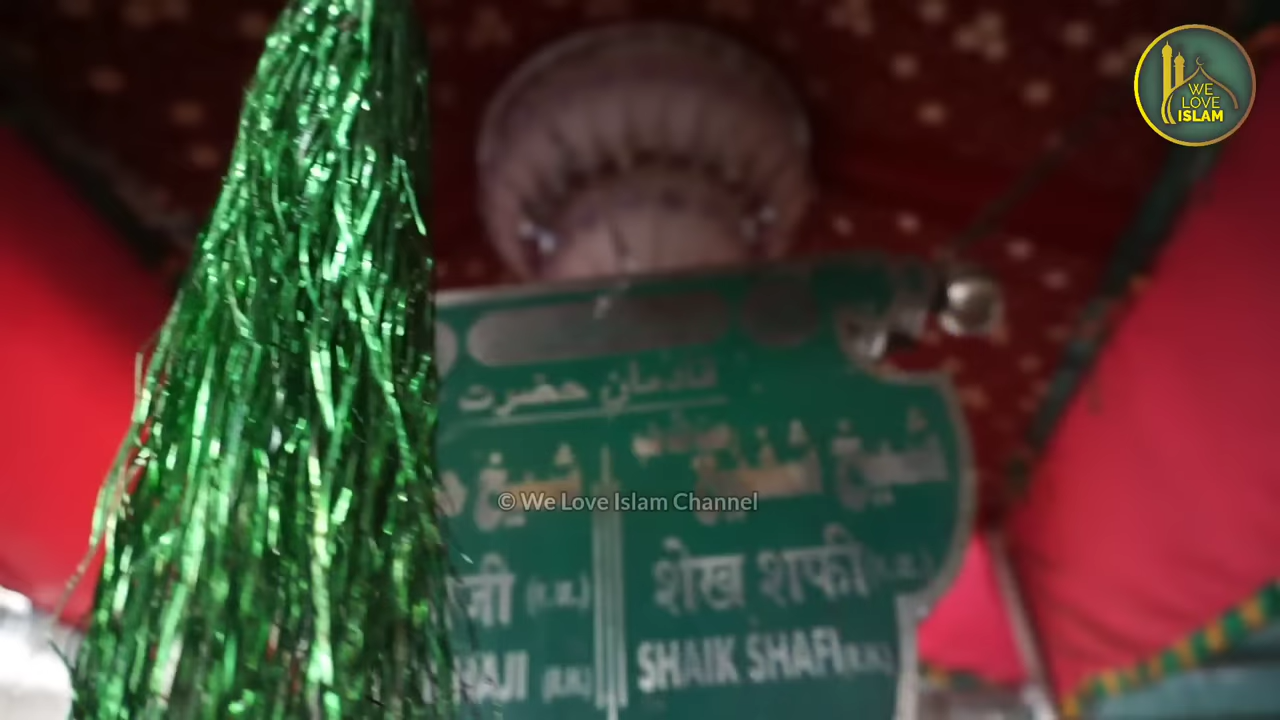 WE
LOVE
ISLAM
خادمان حضرت
شیخ
شیخ شفیع
© We Love Islam Channel
जी
शेख शफी
HAJI
SHAIK SHAFI